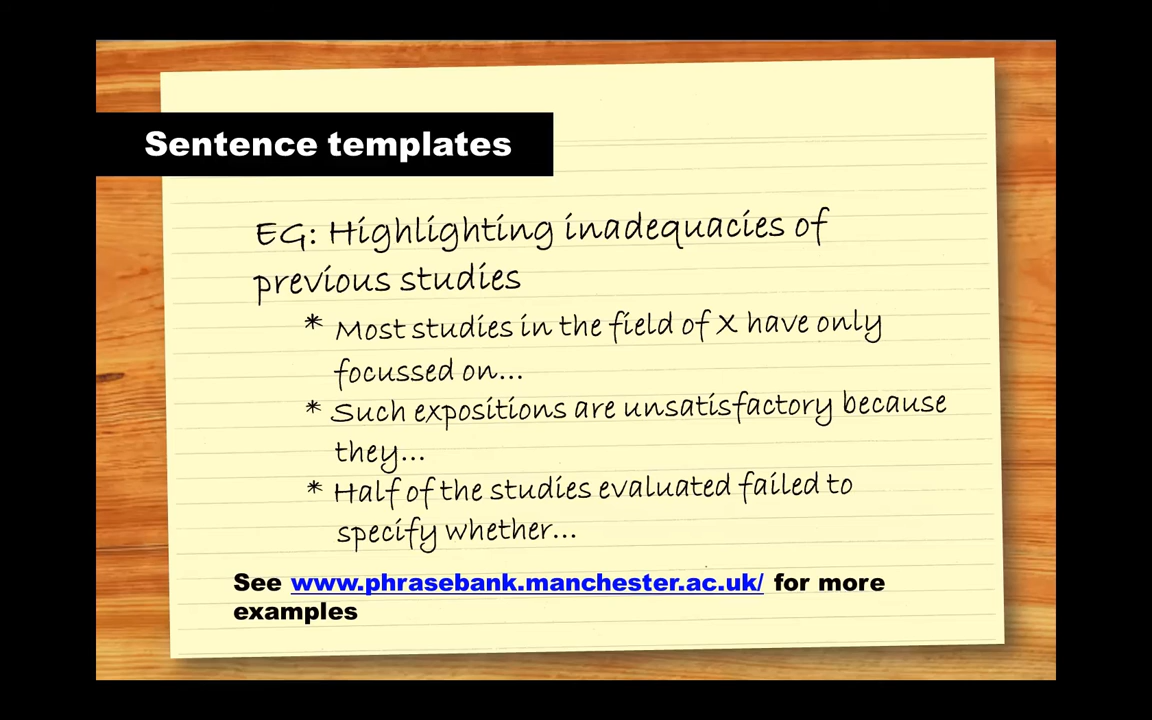 Sentence templates
EG: Highlighting inadequacies of
previous studies
* Most studies in the field of X have only
focussed on...
* Such expositions are unsatisfactory because
they...
* Half of the studies evaluated failed to
specify whether...
See www.phrasebank.manchester.ac.uk/ for more
examples